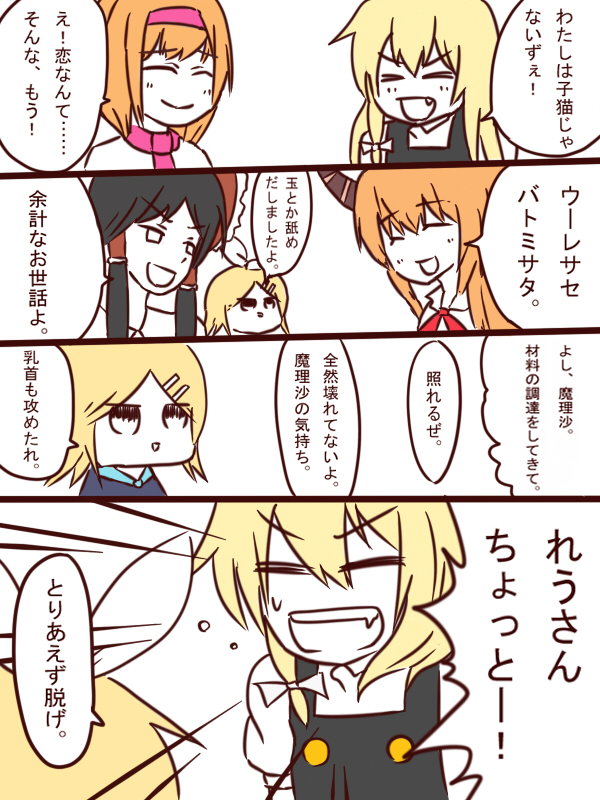 わたしは子猫じゃ
ないずぇ！
え！恋なんて……
そんな、もう！
ウーレサセ
バトミサタ。
玉とか舐め
だしましたよ。
余計なお世話よ。
よし、魔理沙。
材料の調達をしてきて。
照れるぜ。
全然壊れてないよ。
魔理沙の気持ち。
乳首も攻めたれ。
れうさん
ちょっとー！
とりあえず脱げ。